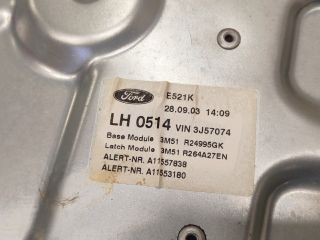 Ford E521K
28.09.03 14:09
LH 0514 VIN 3J57074
Base Module 3M51 R24995GK
Latch Module 3M51 R264A27EN
ALERT-NR. A11557838
ALERT-NR. A11553180